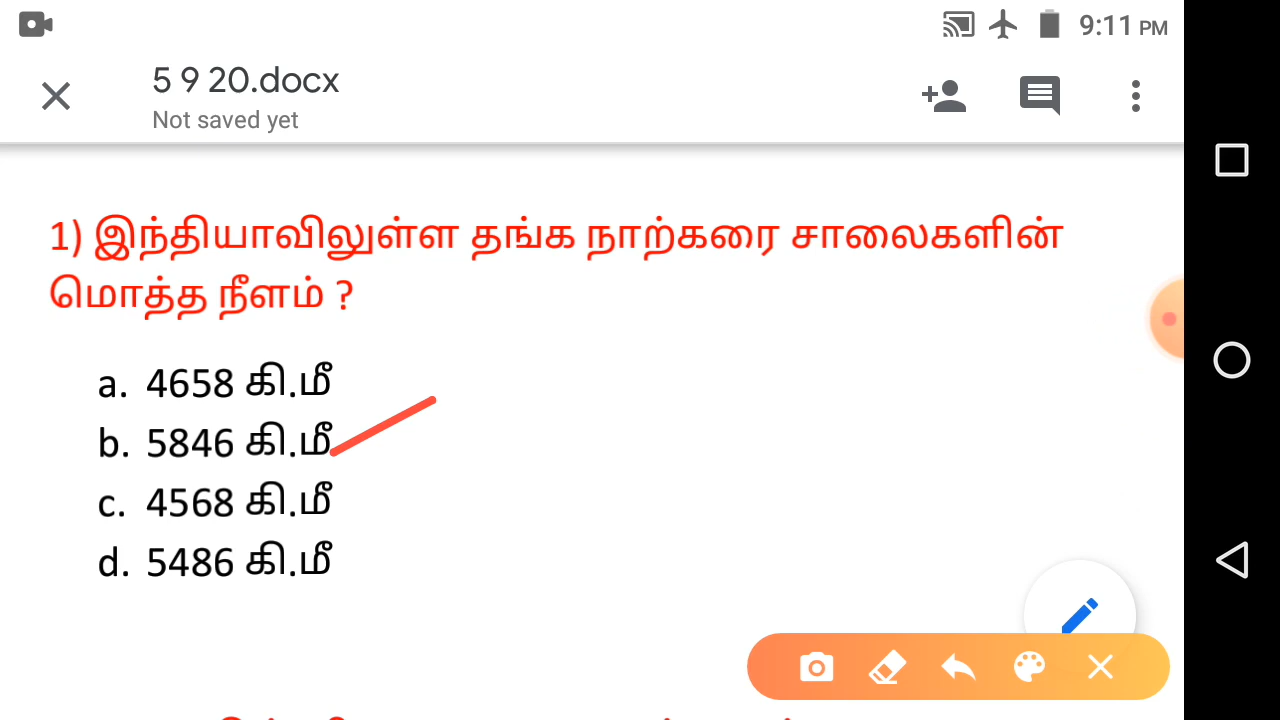 9:11 PM
5 9 20.docx
Not saved yet
1) இந்தியாவிலுள்ள தங்க நாற்கரை சாலைகளின்
மொத்த நீளம் ?
a. 4658 கி.மீ
b. 5846 கி.மீ
c. 4568 கி.மீ
d. 5486 கி.மீ